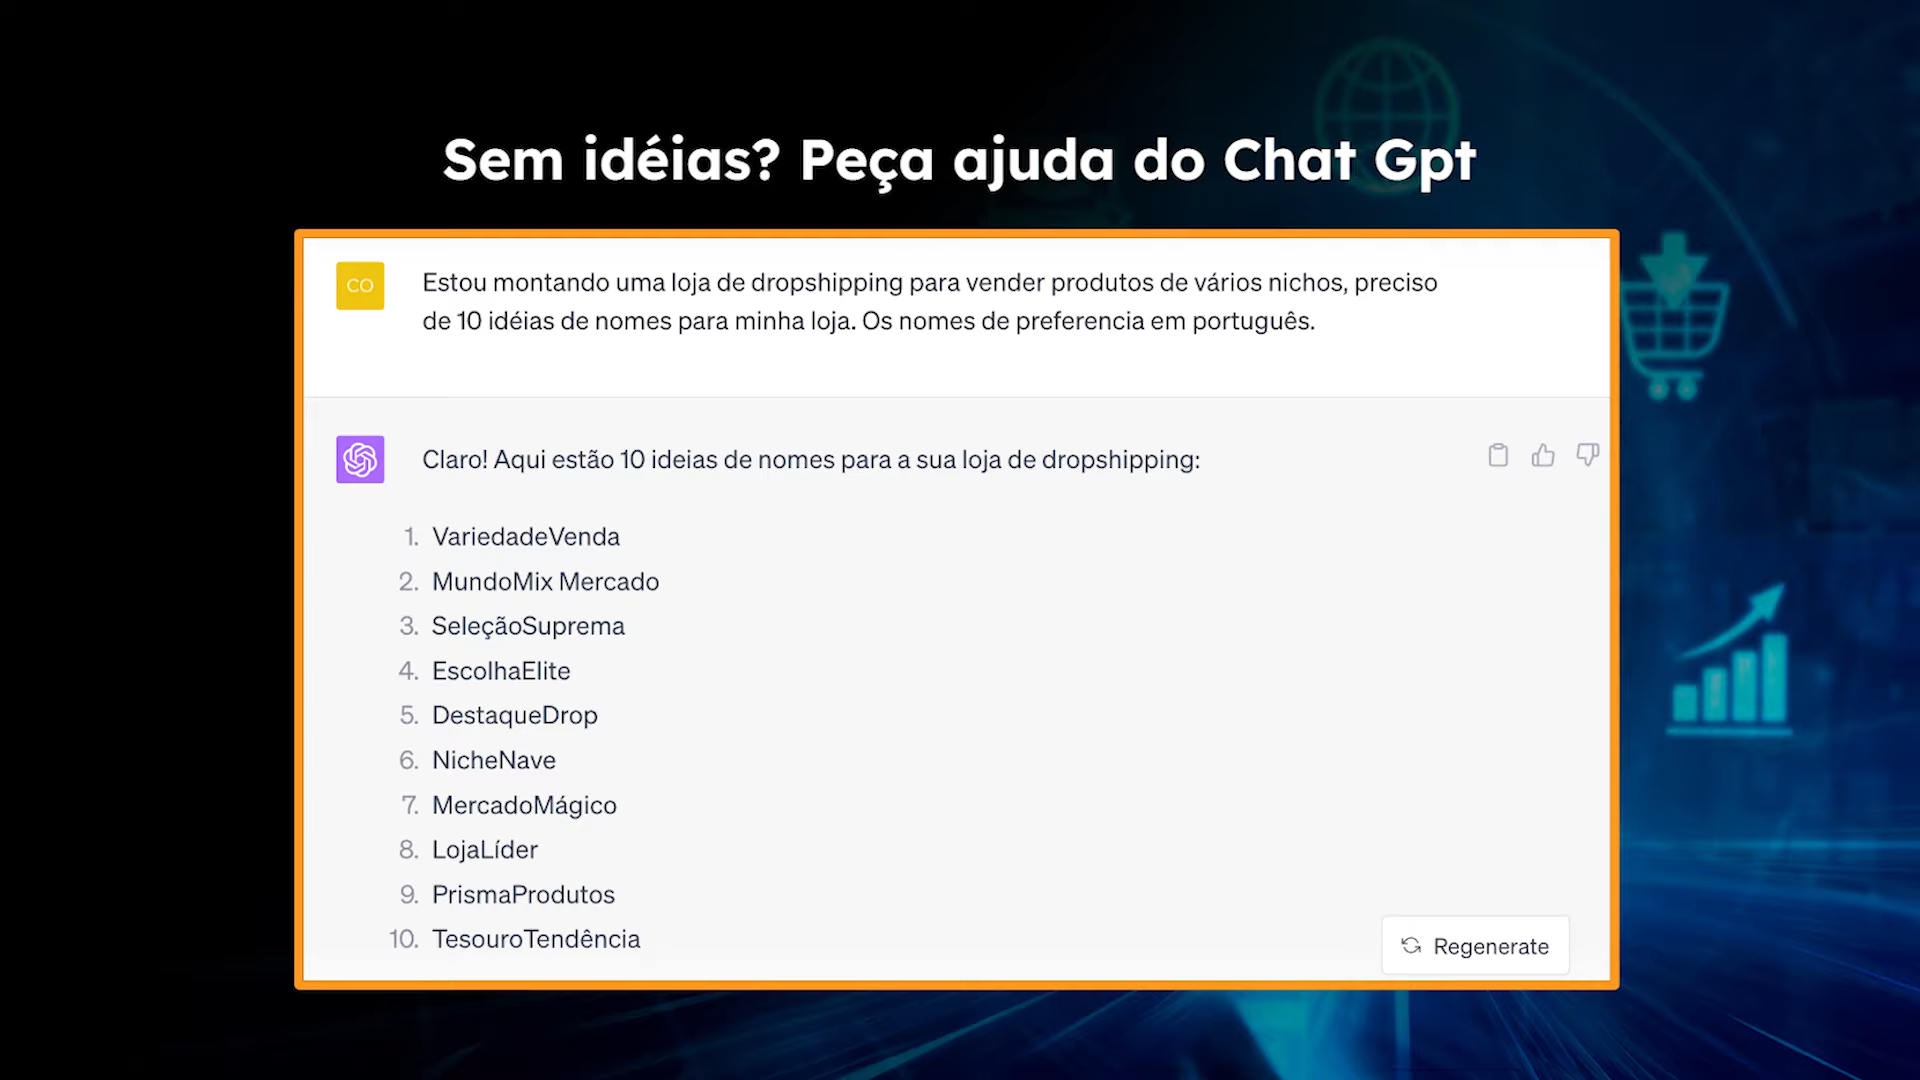 Sem idéias? Peça ajuda do Chat Gpt
CO
Estou montando uma loja de dropshipping para vender produtos de vários nichos, preciso
de 10 idéias de nomes para minha loja. Os nomes de preferencia em português.
Claro! Aqui estão 10 ideias de nomes para a sua loja de dropshipping:
1. VariedadeVenda
2. MundoMix Mercado
3. SeleçãoSuprema
4. EscolhaElite
5. DestaqueDrop
6. NicheNave
7. MercadoMágico
8. LojaLíder
9. PrismaProdutos
10. TesouroTendência
Regenerate